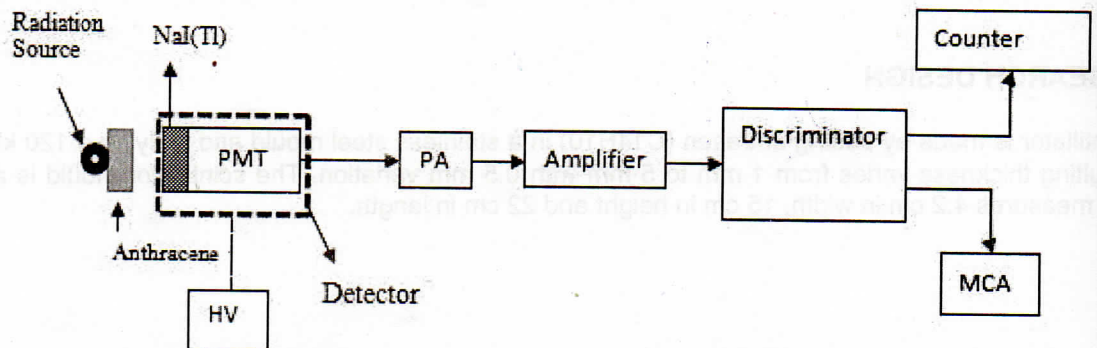 Radiation
Source
NaI(Tl)
Counter
PMT
PA
Amplifier
Discriminator
Anthracene
HV
Detector
MCA